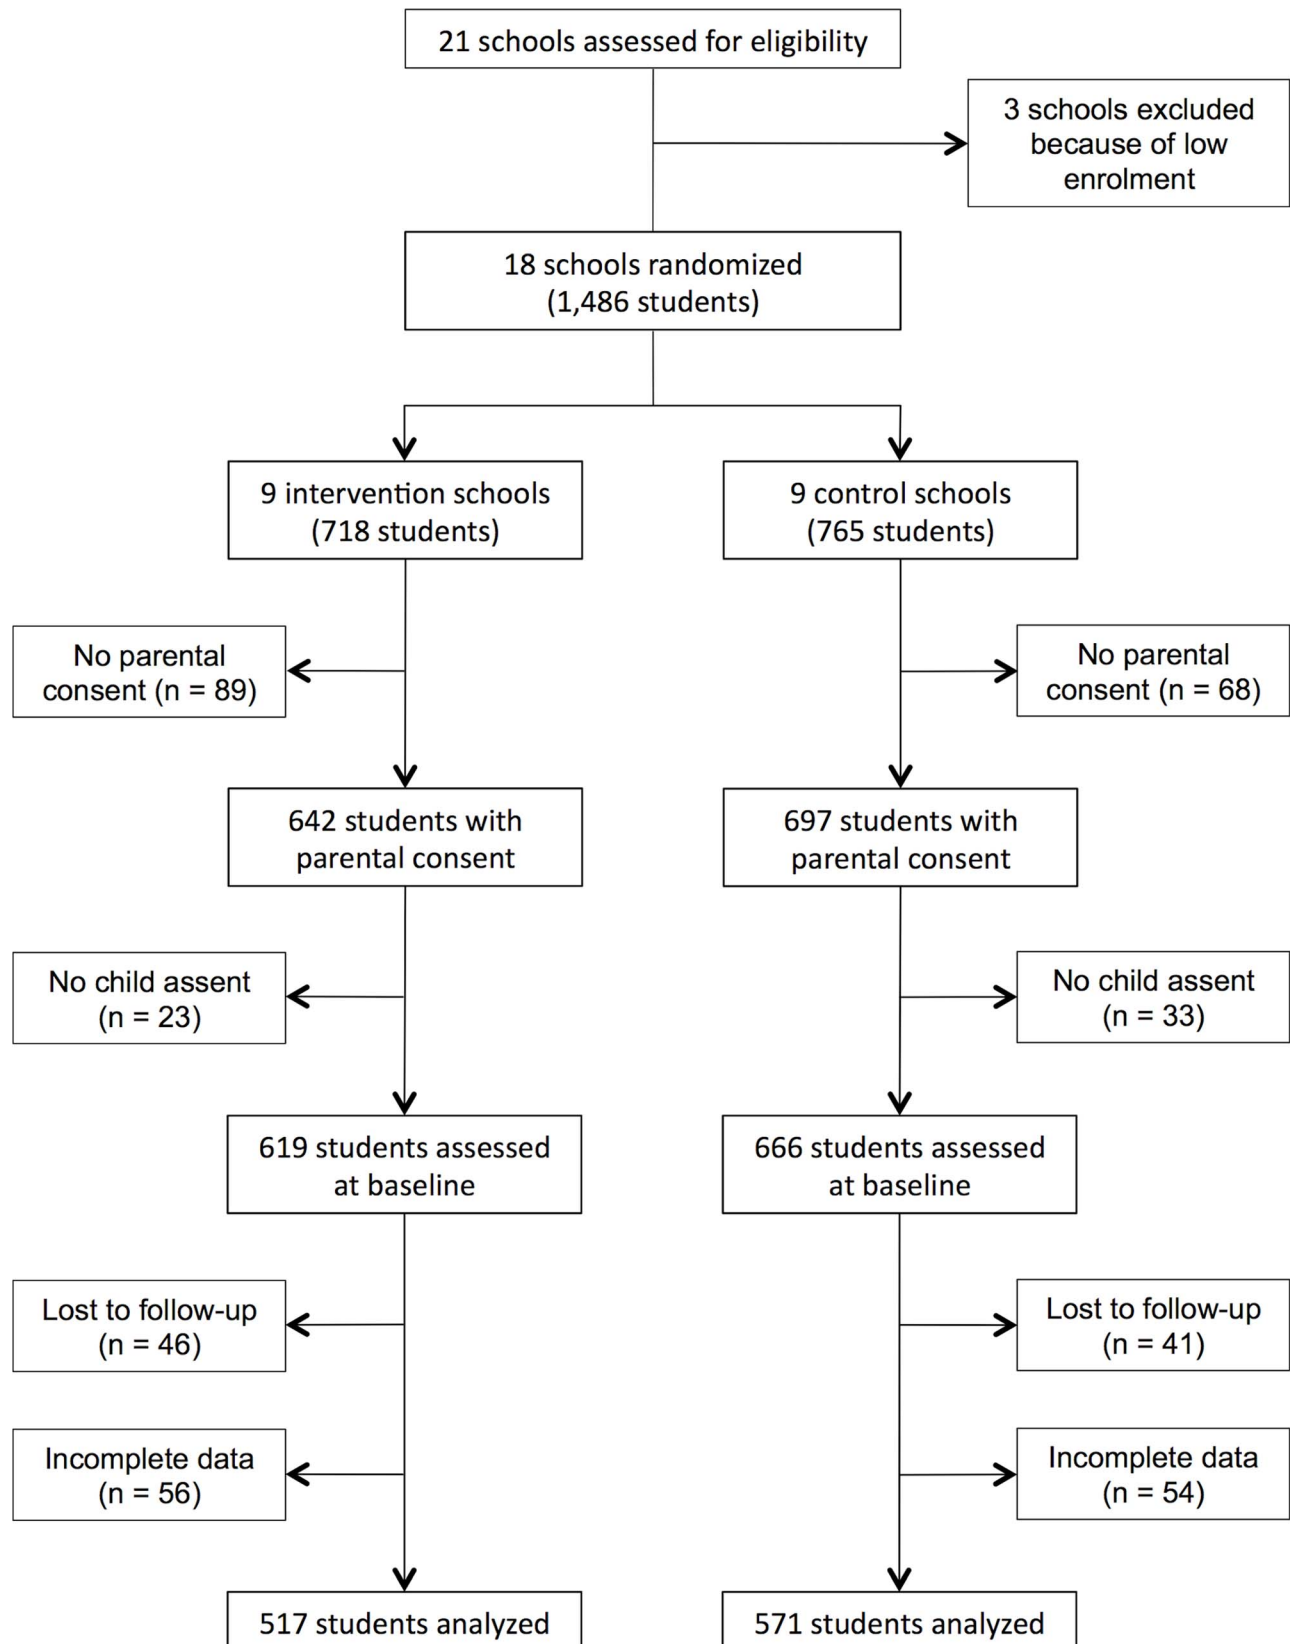 21 schools assessed for eligibility
3 schools excluded
because of low
enrolment
18 schools randomized
(1,486 students)
9 intervention schools
(718 students)
9 control schools
(765 students)
No parental
consent (n = 89)
No parental
consent (n = 68)
642 students with
parental consent
697 students with
parental consent
No child assent
(n = 23)
No child assent
(n = 33)
619 students assessed
at baseline
666 students assessed
at baseline
Lost to follow-up
(n = 46)
Lost to follow-up
(n = 41)
Incomplete data
(n = 56)
Incomplete data
(n = 54)
517 students analyzed
571 students analyzed